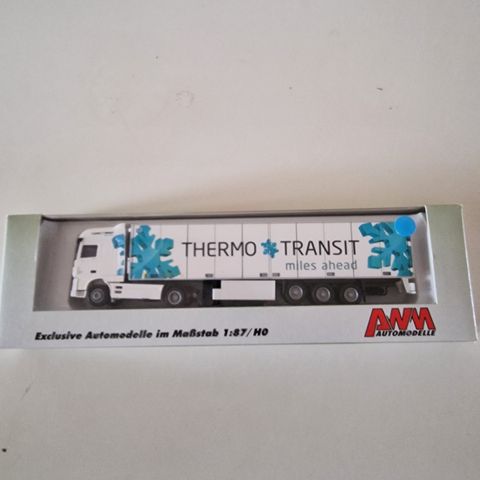 THERMO TRANSIT
miles ahead
Exclusive Automodelle im Maßstab 1:87/H0
AWM
AUTOMODELLE